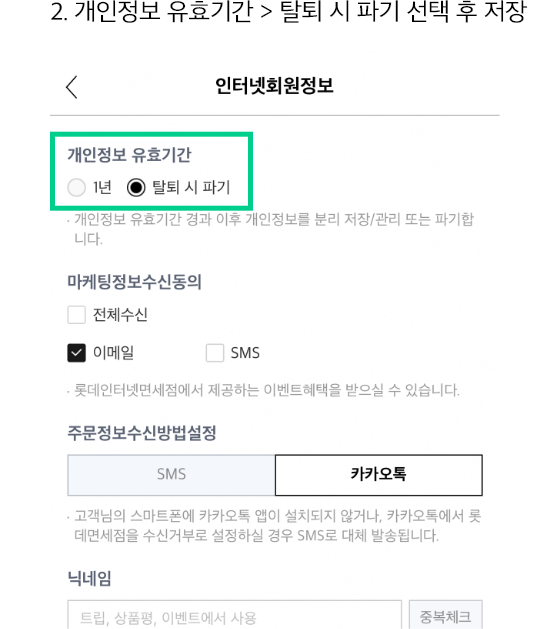 2. 개인정보 유효기간 > 탈퇴 시 파기 선택 후 저장
인터넷회원정보
개인정보 유효기간
1년 탈퇴 시 파기
· 개인정보 유효기간 경과 이후 개인정보를 분리 저장/관리 또는 파기합
니다.
마케팅정보수신동의
전체수신
이메일 SMS
· 롯데인터넷면세점에서 제공하는 이벤트혜택을 받으실 수 있습니다.
주문정보수신방법설정
SMS 카카오톡
· 고객님의 스마트폰에 카카오톡 앱이 설치되지 않거나, 카카오톡에서 롯
데면세점을 수신거부로 설정하실 경우 SMS로 대체 발송됩니다.
닉네임
트립, 상품평, 이벤트에서 사용 중복체크